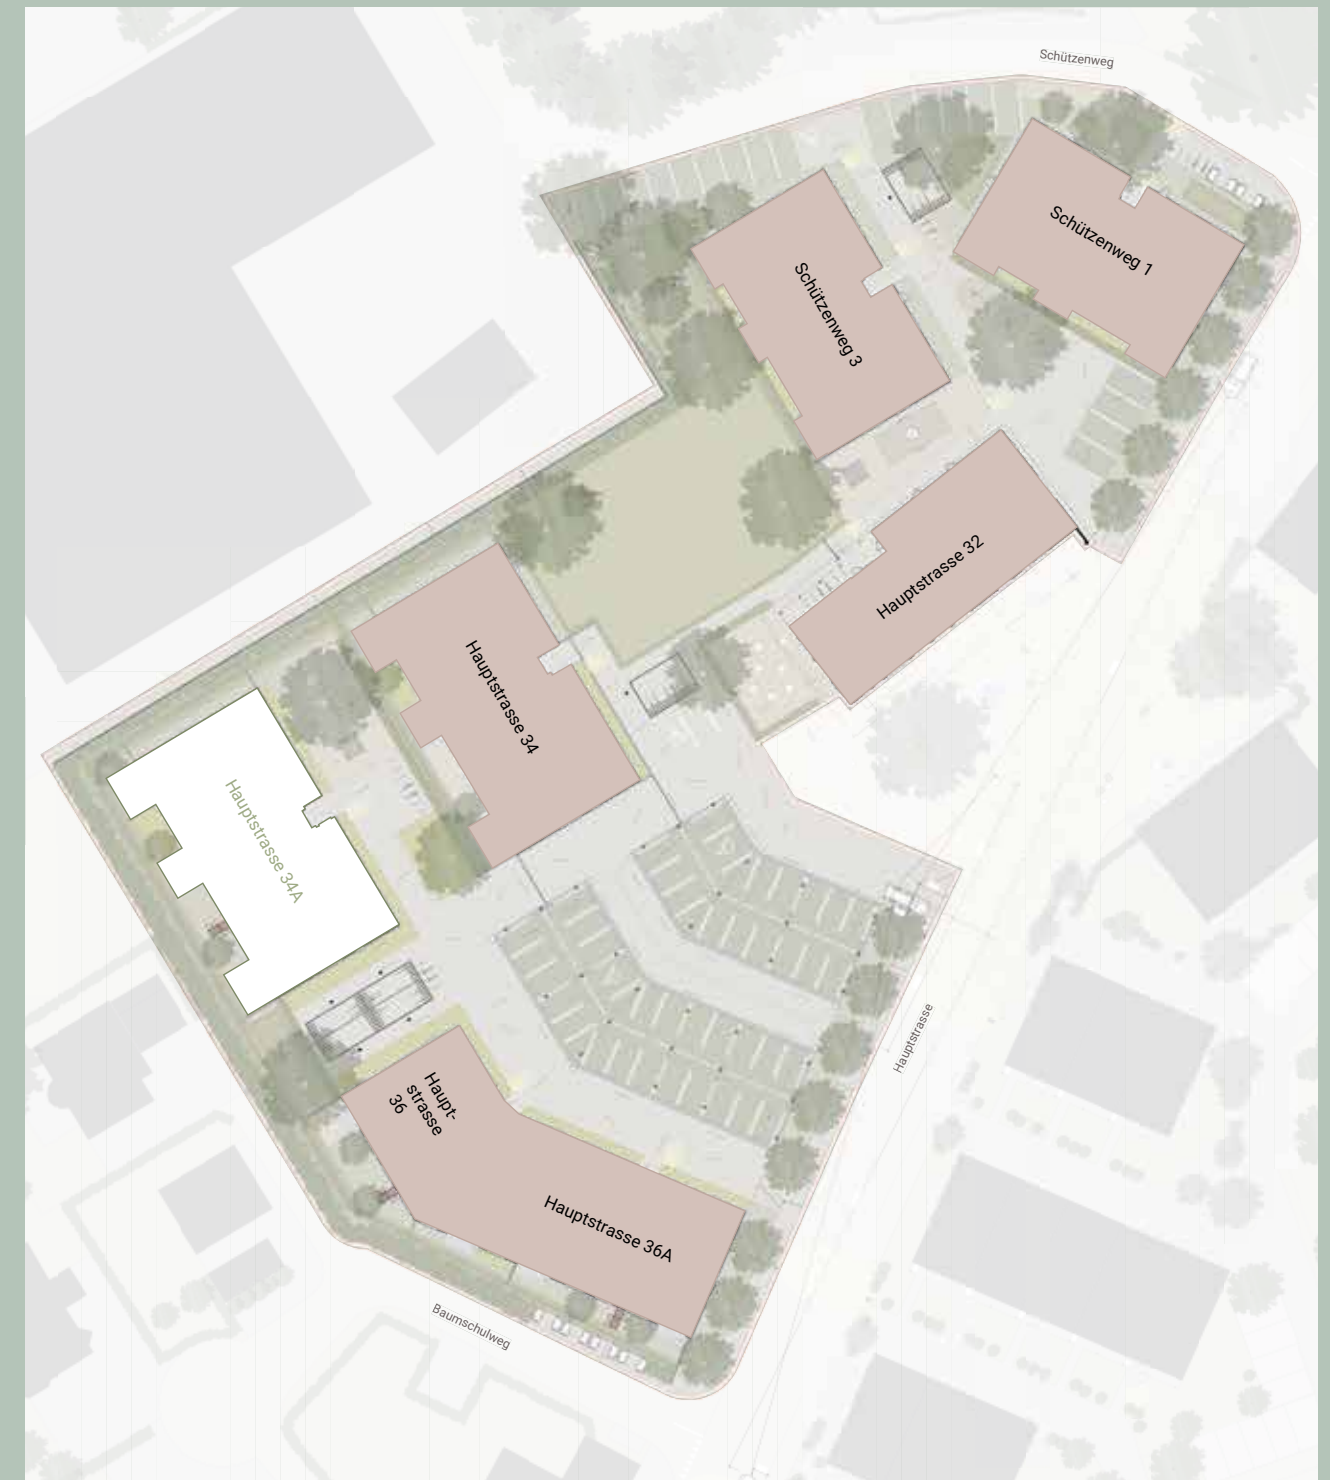 Schützenweg
Schützenweg 1
Schützenweg 3
Hauptstrasse 32
Hauptstrasse 34
Hauptstrasse 34A
Hauptstrasse
Haupt-
strasse
36
Hauptstrasse 36A
Baumschulweg